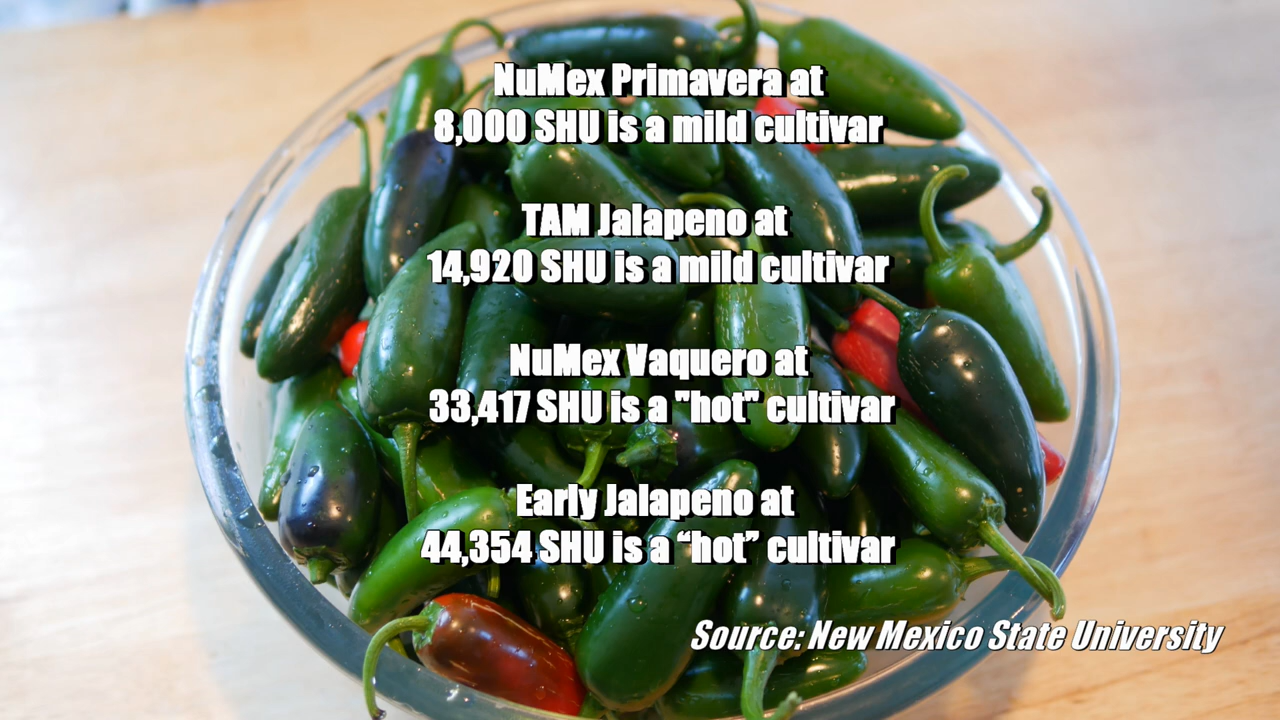 NuMex Primavera at
8,000 SHU is a mild cultivar
TAM Jalapeno at
14,920 SHU is a mild cultivar
NuMex Vaquero at
33,417 SHU is a "hot" cultivar
Early Jalapeno at
44,354 SHU is a “hot” cultivar
Source: New Mexico State University